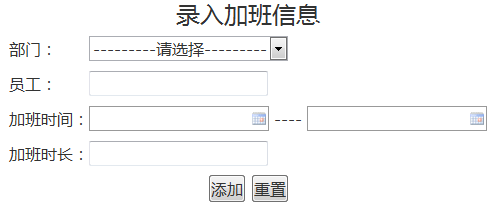 录入加班信息
部门： ---------请选择---------
员工：
加班时间： ----
加班时长：
添加 重置